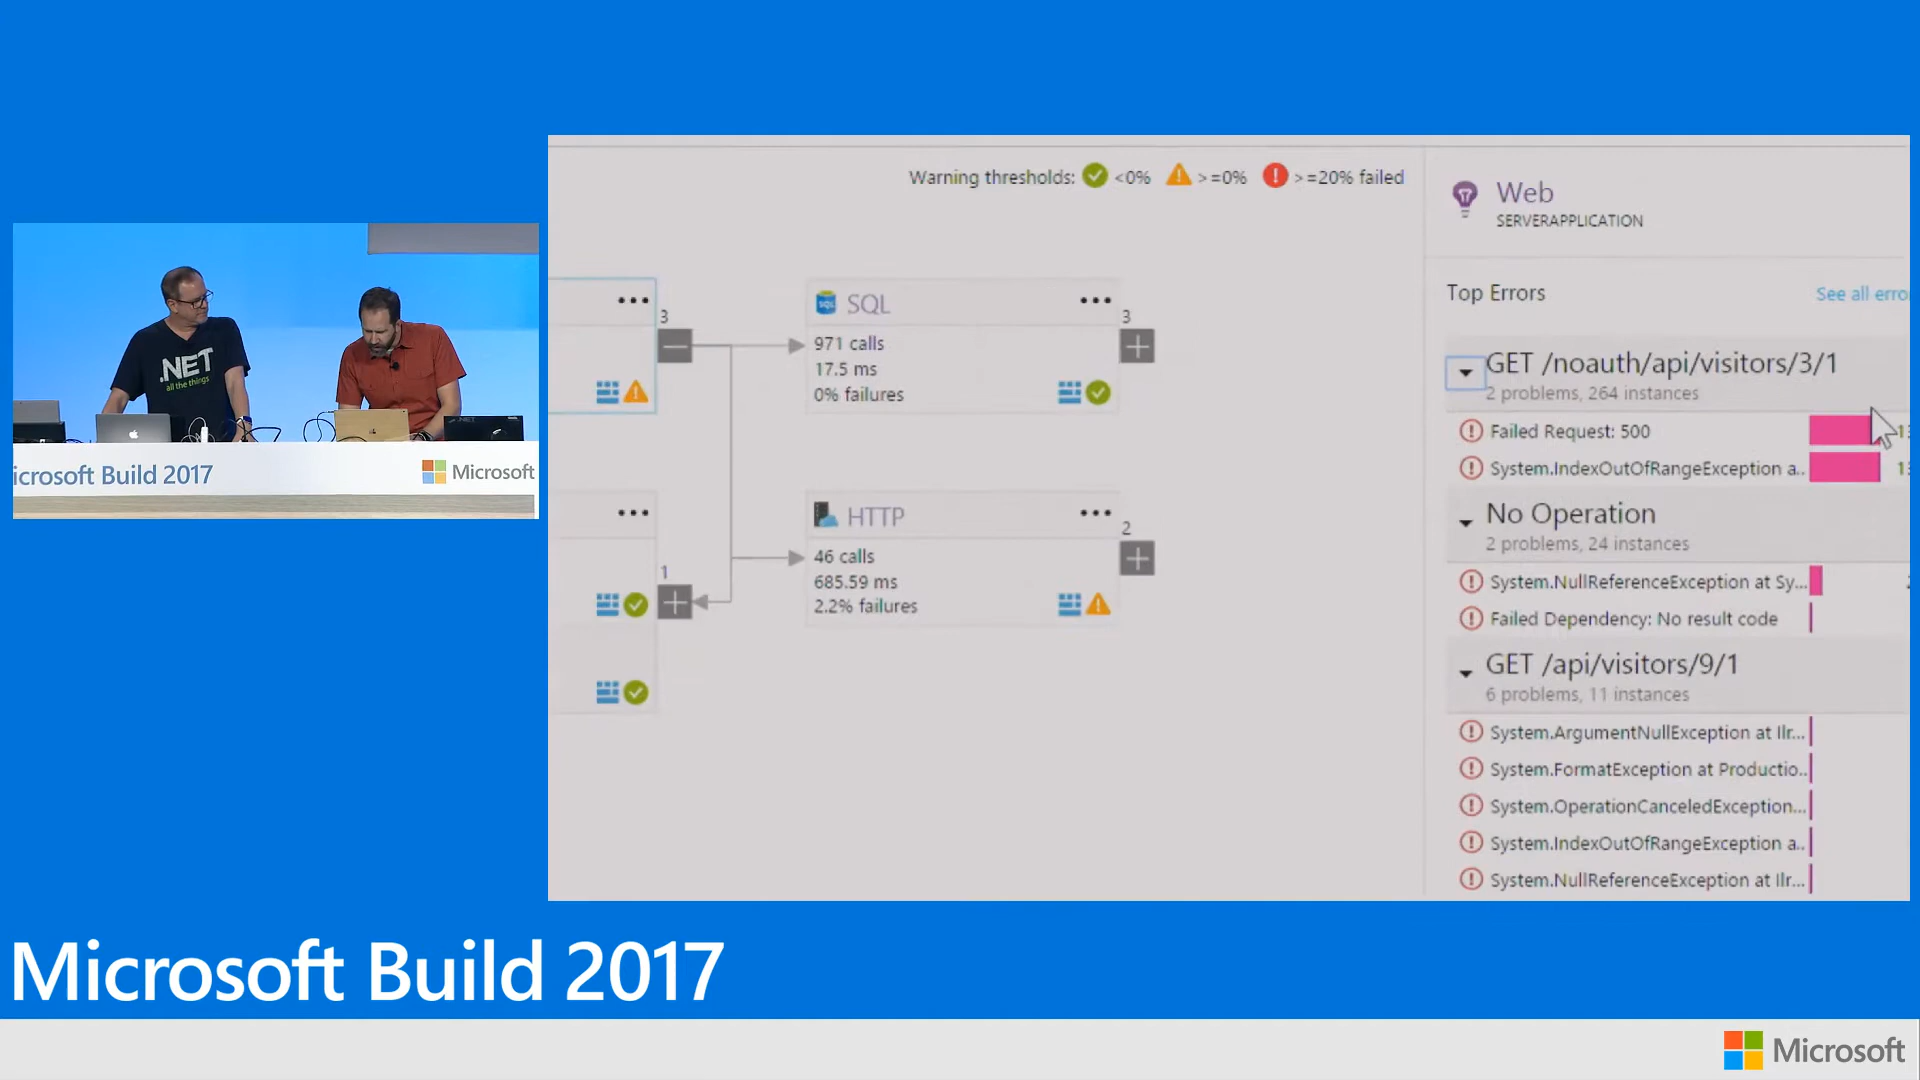 Warning thresholds: <0% >=0% >=20% failed
Web
SERVERAPPLICATION
Top Errors
See all erro
GET /noauth/api/visitors/3/1
2 problems, 264 instances
Failed Request: 500
System.IndexOutOfRangeException a..
No Operation
2 problems, 24 instances
System.NullReferenceException at Sy...
Failed Dependency: No result code
GET /api/visitors/9/1
6 problems, 11 instances
System.ArgumentNullException at Ilr...
System.FormatException at Productio..
System.OperationCanceledException...
System.IndexOutOfRangeException a..
System.NullReferenceException at Ilr...
3
SQL
971 calls
17.5 ms
0% failures
3
HTTP
46 calls
685.59 ms
2.2% failures
2
1
.NET
all the things
icrosoft Build 2017
Microsoft
Microsoft Build 2017
Microsoft